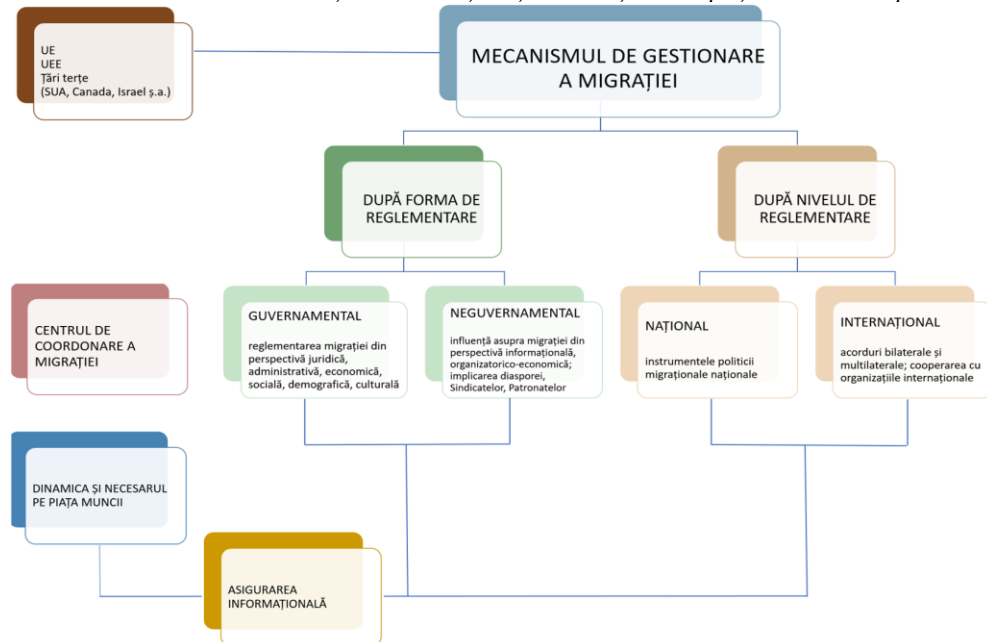 UE
UEE
Țări terțe
(SUA, Canada, Israel ș.a.)
MECANISMUL DE GESTIONARE
A MIGRAȚIEI
DUPĂ FORMA DE
REGLEMENTARE
DUPĂ NIVELUL DE
REGLEMENTARE
CENTRUL DE
COORDONARE A
MIGRAȚIEI
GUVERNAMENTAL
reglementarea migrației din
perspectivă juridică,
administrativă, economică,
socială, demografică, culturală
NEGUVERNAMENTAL
influență asupra migrației din
perspectivă informațională,
organizatorico-economică;
implicarea diasporei,
Sindicatelor, Patronatelor
NAȚIONAL
instrumentele politicii
migraționale naționale
INTERNAȚIONAL
acorduri bilaterale și
multilaterale; cooperarea cu
organizațiile internaționale
DINAMICA ȘI NECESARUL
PE PIAȚA MUNCII
ASIGURAREA
INFORMAȚIONALĂ